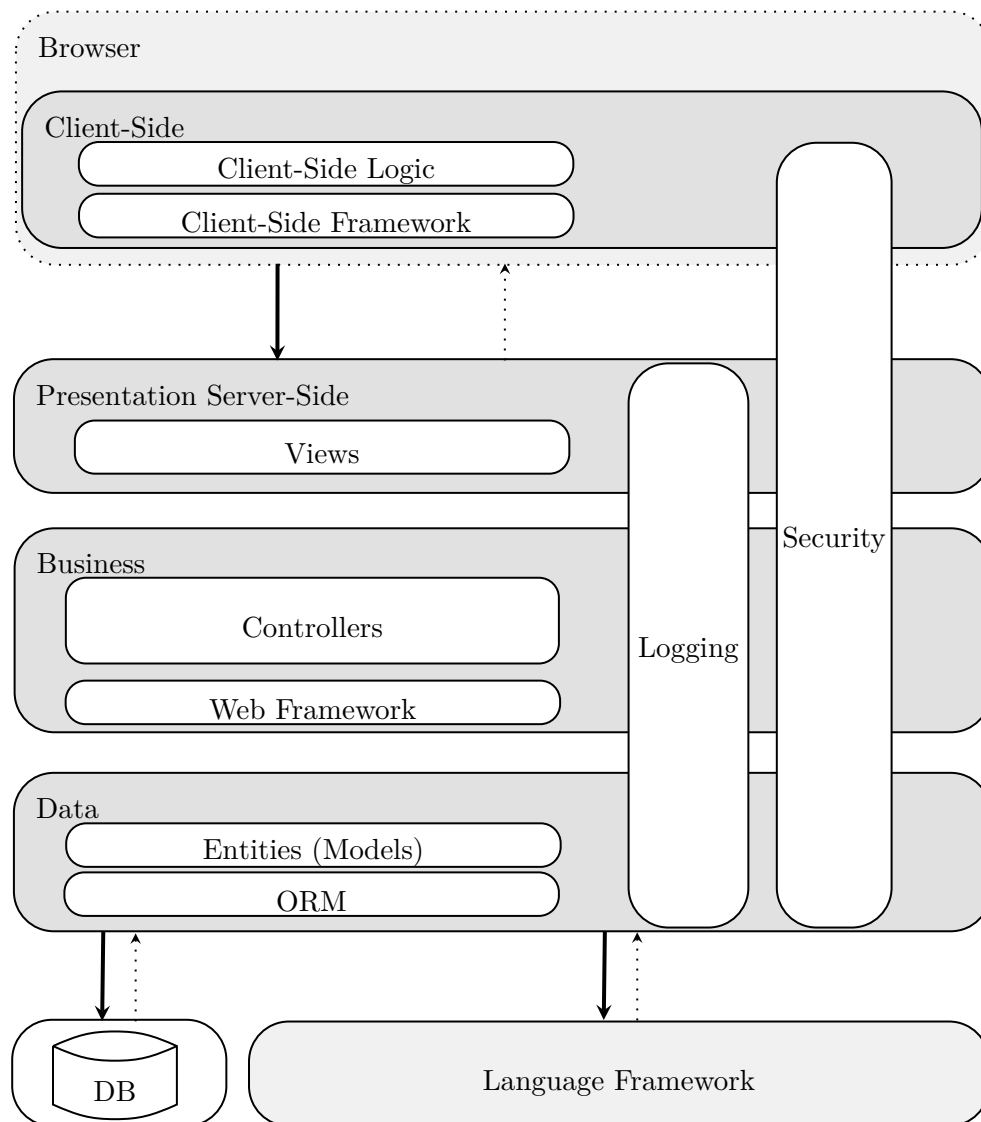 Browser
Client-Side
Client-Side Logic
Client-Side Framework
Presentation Server-Side
Views
Security
Business
Controllers
Logging
Web Framework
Data
Entities (Models)
ORM
DB
Language Framework